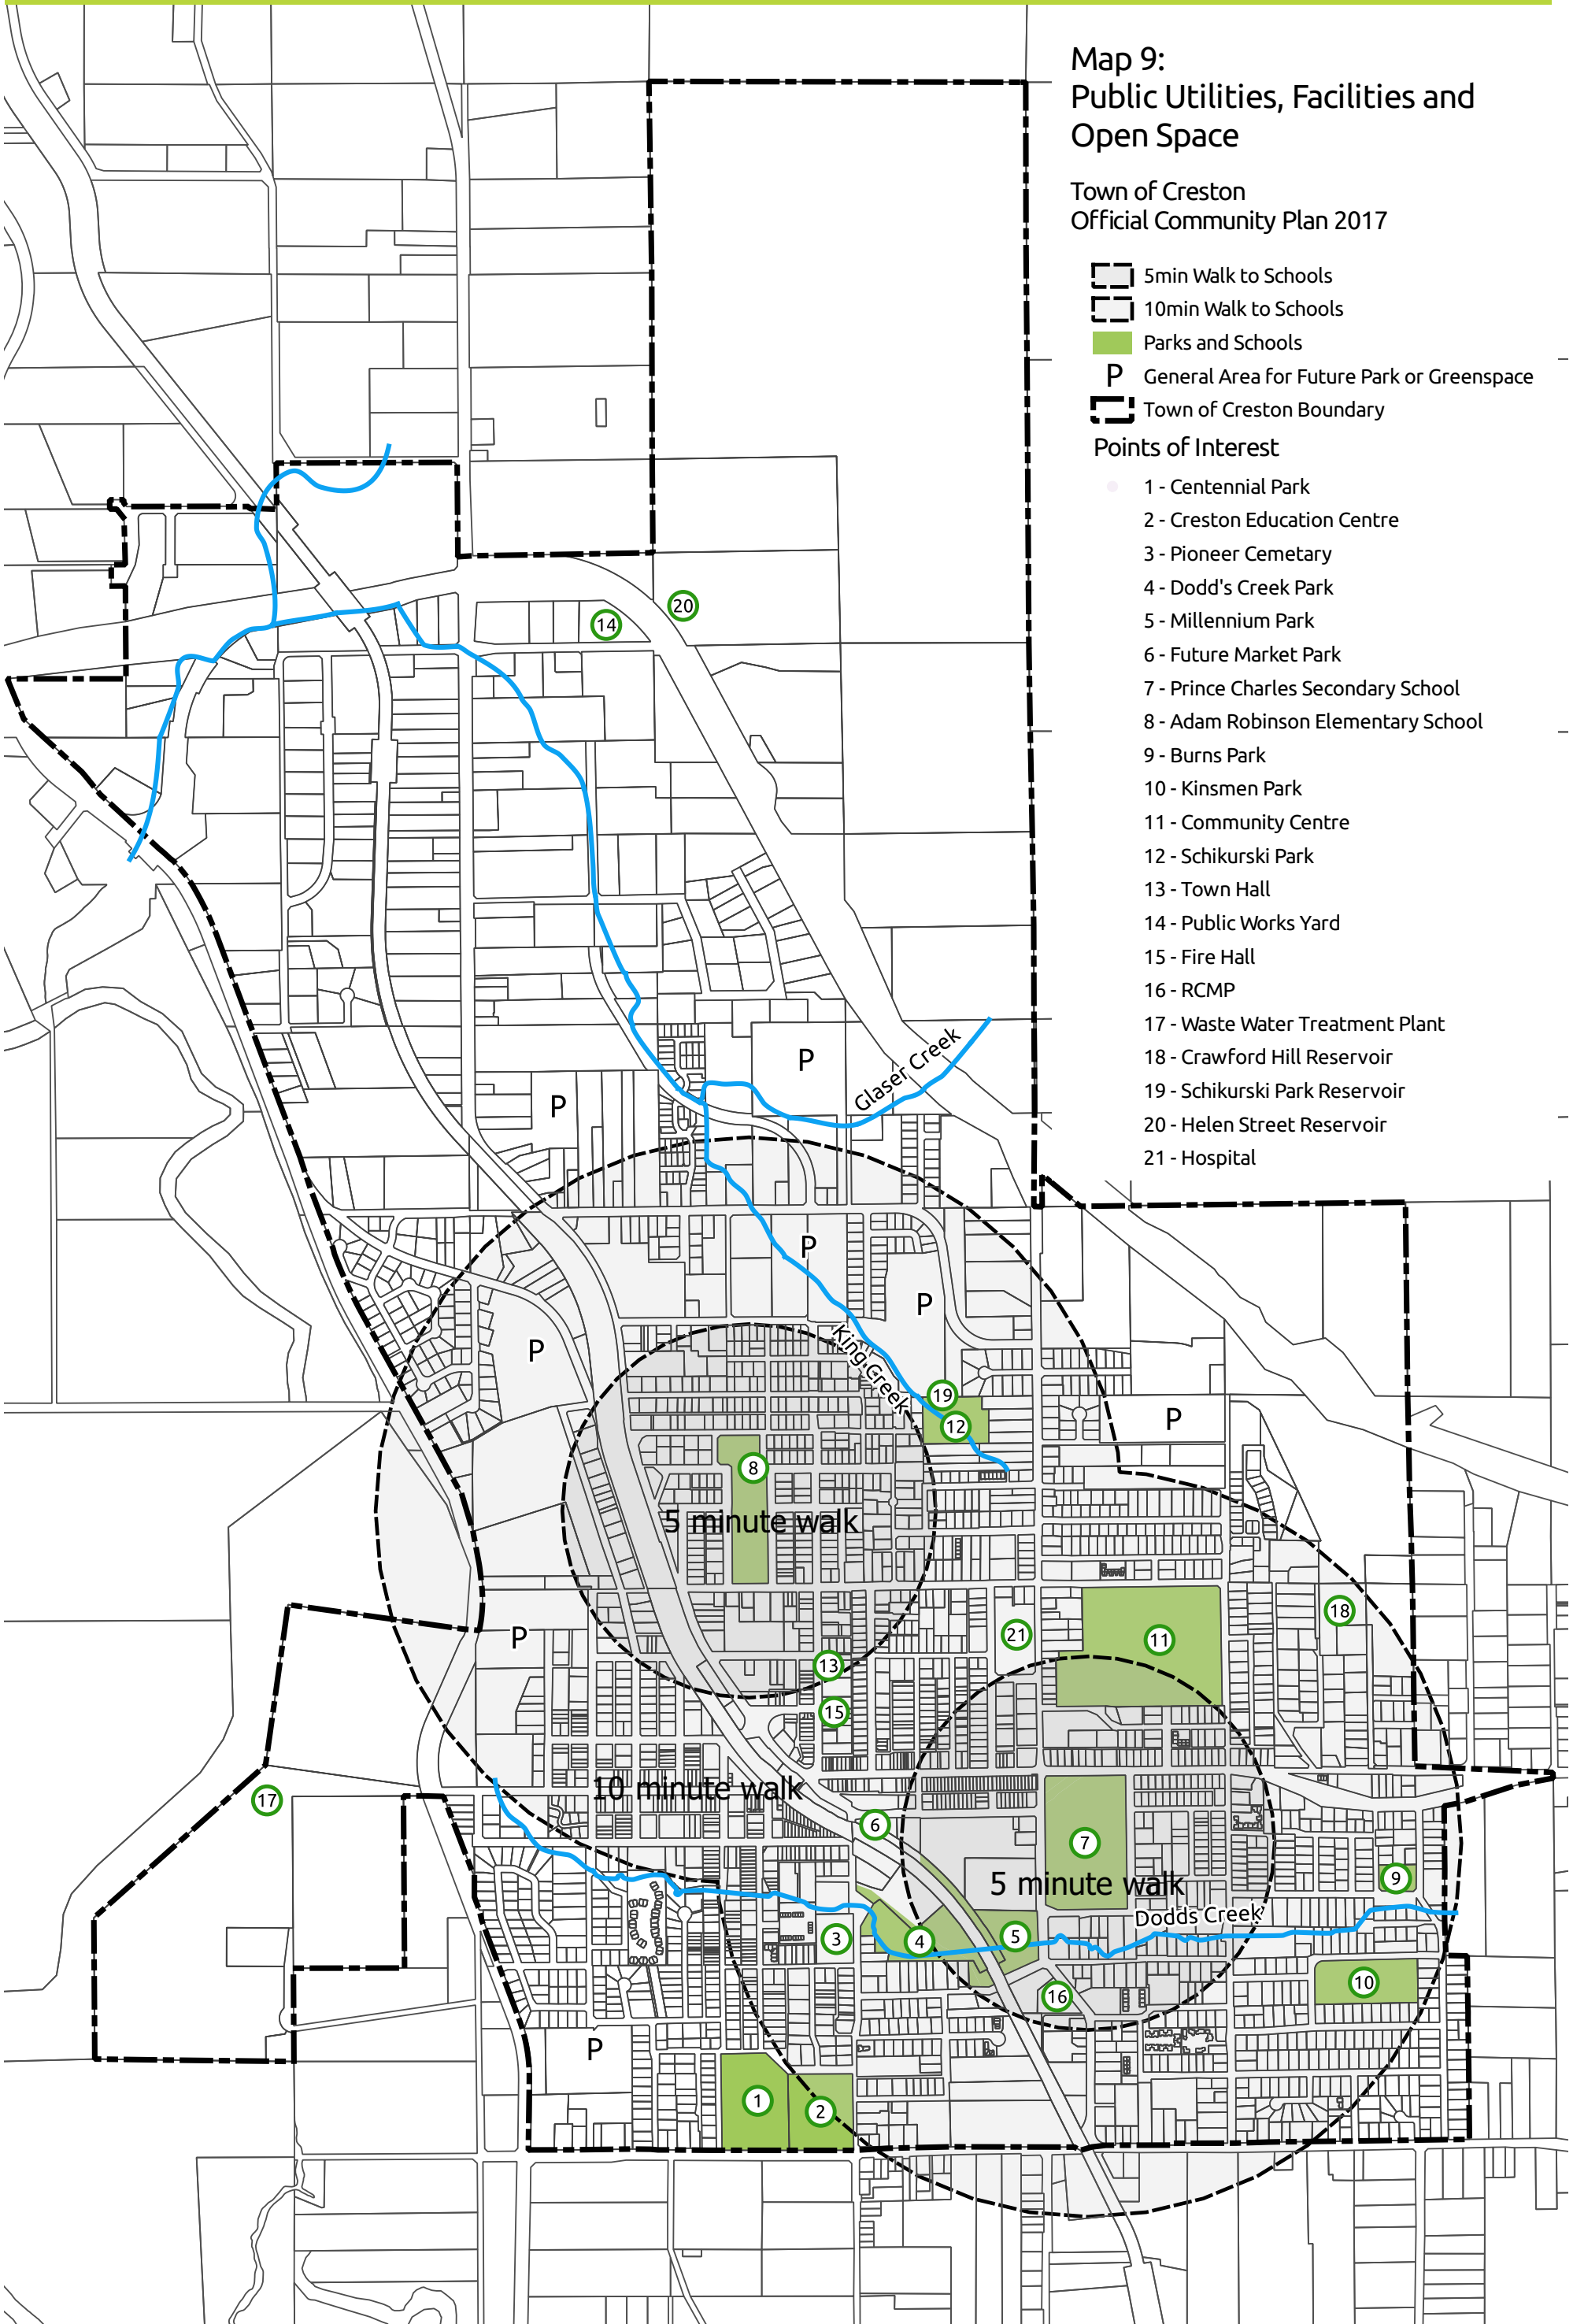 Map 9:
Public Utilities, Facilities and
Open Space
Town of Creston
Official Community Plan 2017
5min Walk to Schools
10min Walk to Schools
Parks and Schools
P General Area for Future Park or Greenspace
Town of Creston Boundary
Points of Interest
1 - Centennial Park
2 - Creston Education Centre
3 - Pioneer Cemetary
4 - Dodd's Creek Park
5 - Millennium Park
6 - Future Market Park
7 - Prince Charles Secondary School
8 - Adam Robinson Elementary School
9 - Burns Park
10 - Kinsmen Park
11 - Community Centre
12 - Schikurski Park
13 - Town Hall
14 - Public Works Yard
15 - Fire Hall
16 - RCMP
17 - Waste Water Treatment Plant
18 - Crawford Hill Reservoir
19 - Schikurski Park Reservoir
20 - Helen Street Reservoir
21 - Hospital
20
14
P
Glaser Creek
P
P
P
King Creek
P
19
12
P
8
5 minute walk
18
21
P
11
13
15
10 minute walk
17
6
7
9
5 minute walk
Dodds Creek
3
4
5
10
16
P
1
2